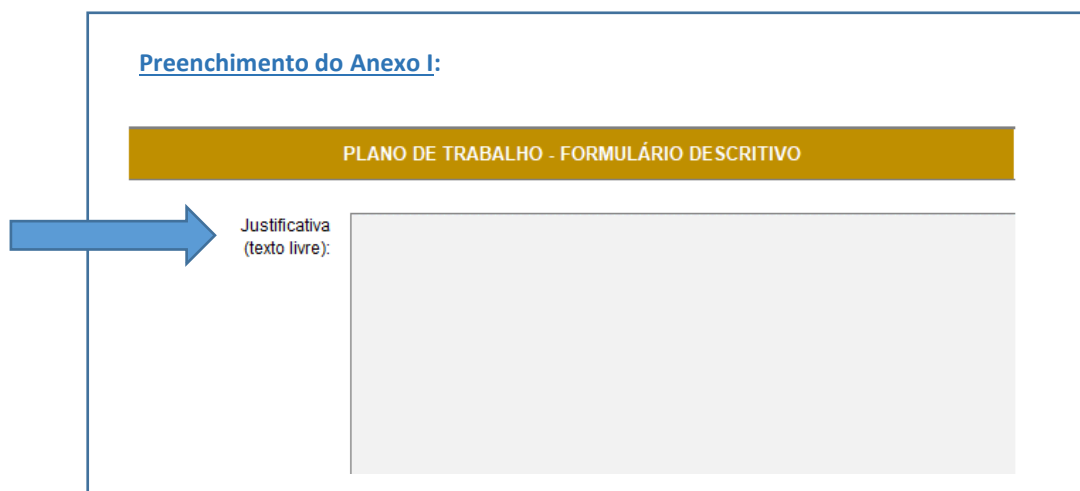 Preenchimento do Anexo I:
PLANO DE TRABALHO - FORMULÁRIO DESCRITIVO
Justificativa
(texto livre):